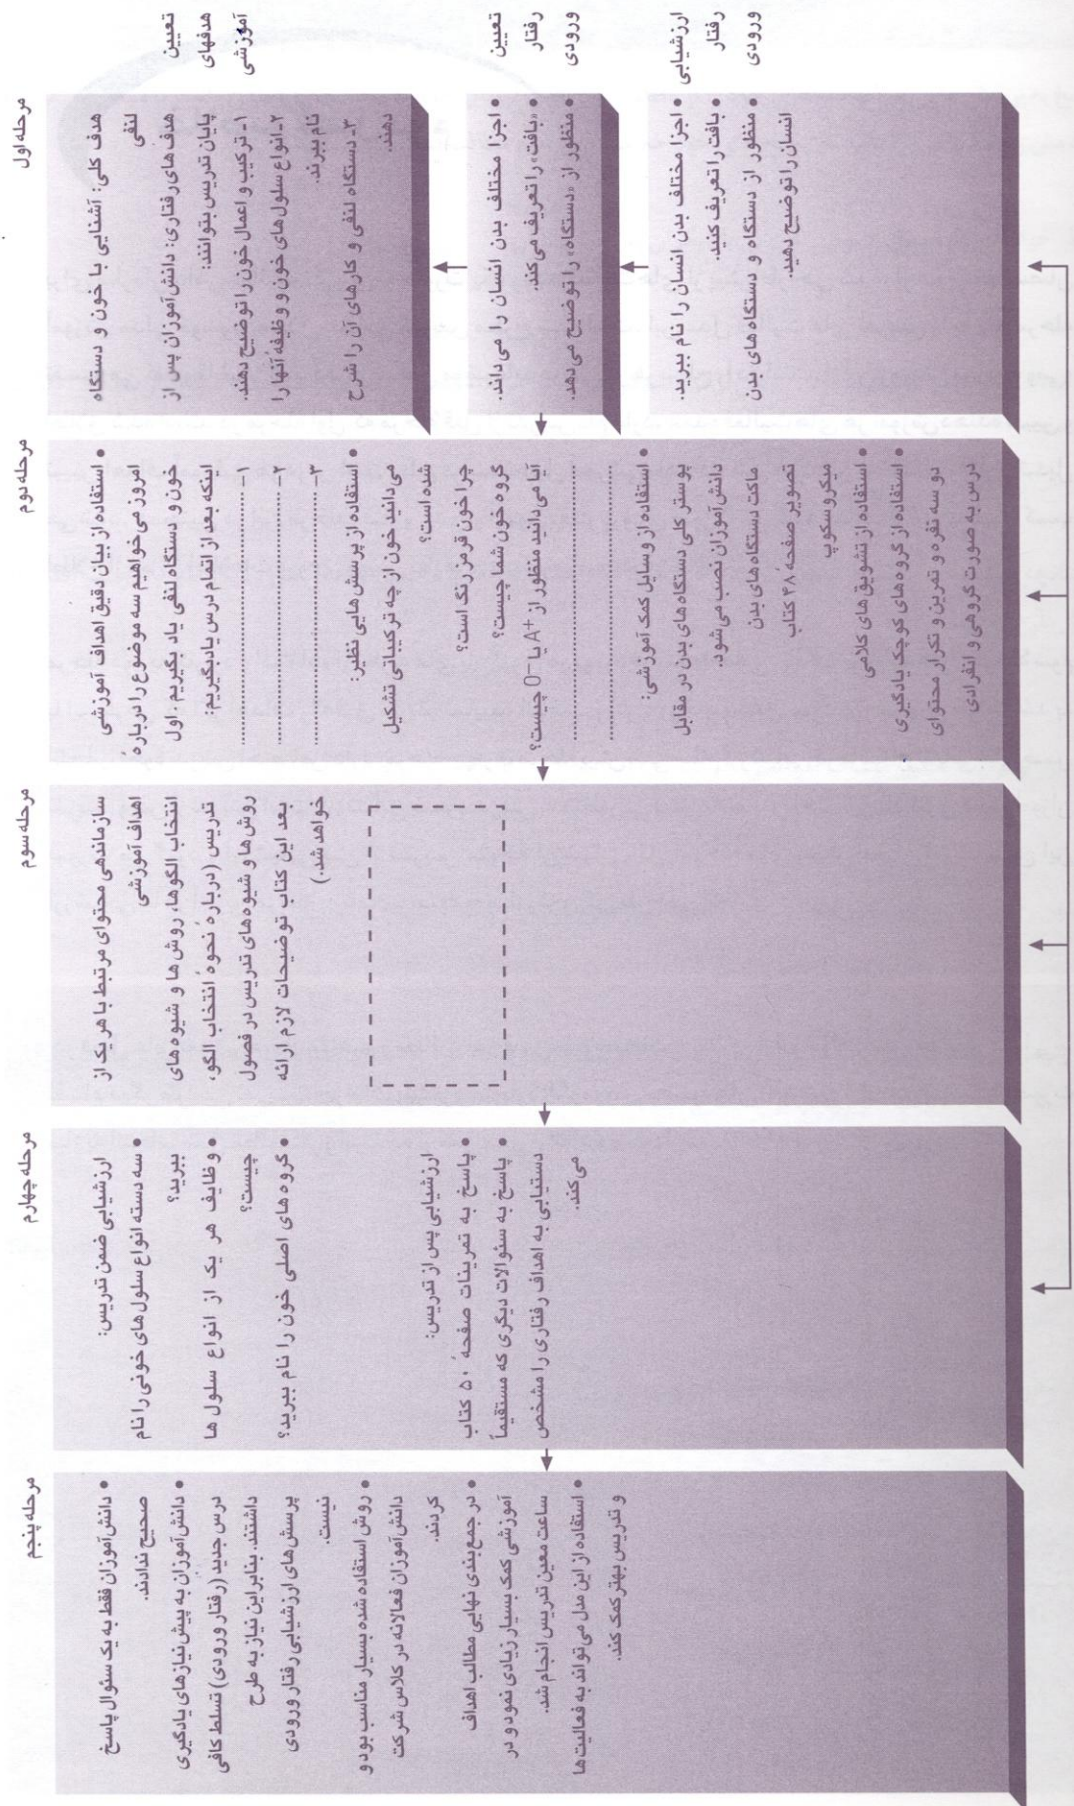 مرحله اول
هدف کلی: آشنایی با خون و دستگاه
لنفی
هدف های رفتاری: دانش‌آموزان پس از
پایان تدریس بتوانند:
۱- ترکیب و اعمال خون را توضیح دهند.
۲-انواع سلول های خون و وظیفه آنها را
نام ببرند.
۳- دستگاه لنفی و کارهای آن را شرح
دهند.
تعیین
هدفهای
آموزشی
• اجزا مختلف بدن انسان را می‌داند.
• «بافت» را تعریف می‌کند.
• منظور از «دستگاه» را توضیح می‌دهد.
تعیین
رفتار
ورودی
• اجزا مختلف بدن انسان را نام ببرید.
• بافت را تعریف کنید.
• منظور از دستگاه و دستگاه های بدن
انسان را توضیح دهید.
ارزشیابی
رفتار
ورودی
مرحله دوم
• استفاده از بیان دقیق اهداف آموزشی
امروز می‌خواهیم سه موضوع را دربارهٔ
خون و دستگاه لنفی یاد بگیریم. اول
اینکه بعد از اتمام درس یادبگیریم:
۱- ........................................
۲- ........................................
۳- ........................................
• استفاده از پرسش هایی نظیر:
می‌دانید خون از چه ترکیباتی تشکیل
شده است؟
چرا خون قرمز رنگ است؟
گروه خون شما چیست؟
آیا می‌دانید منظور از A+ یا O− چیست؟
........................................
........................................
• استفاده از وسایل کمک آموزشی:
پوستر کلی دستگاه های بدن در مقابل
دانش‌آموزان نصب می‌شود.
ماکت دستگاه های بدن
تصویر صفحهٔ ۴۸ کتاب
میکروسکوپ
• استفاده از تشویق های کلامی
• استفاده از گروه های کوچک یادگیری
دو سه نفره و تمرین و تکرار محتوای
درس به صورت گروهی و انفرادی
مرحله سوم
سازماندهی محتوای مرتبط با هر یک از
اهداف آموزشی
انتخاب الگوها، روش ها و شیوه های
تدریس (دربارهٔ نحوهٔ انتخاب الگو،
روش ها و شیوه های تدریس در فصول
بعد این کتاب توضیحات لازم ارائه
خواهد شد.)
مرحله چهارم
ارزشیابی ضمن تدریس:
• سه دسته انواع سلول های خونی را نام
ببرید؟
• وظایف هر یک از انواع سلول ها
چیست؟
• گروه های اصلی خون را نام ببرید؟
ارزشیابی پس از تدریس:
• پاسخ به تمرینات صفحهٔ ۵۰ کتاب
• پاسخ به سئوالات دیگری که مستقیماً
دستیابی به اهداف رفتاری را مشخص
می‌کند.
مرحله پنجم
• دانش‌آموزان فقط به یک سئوال پاسخ
صحیح ندادند.
• دانش‌آموزان به پیش نیازهای یادگیری
درس جدید (رفتار ورودی) تسلط کافی
داشتند. بنابراین نیاز به طرح
پرسش های ارزشیابی رفتار ورودی
نیست.
• روش استفاده شده بسیار مناسب بود و
دانش‌آموزان فعالانه در کلاس شرکت
کردند.
• در جمع‌بندی نهایی مطالب اهداف
آموزشی کمک بسیار زیادی نمود و در
ساعت معین تدریس انجام شد.
• استفاده از این مدل می‌تواند به فعالیت‌ها
و تدریس بهتر کمک کند.